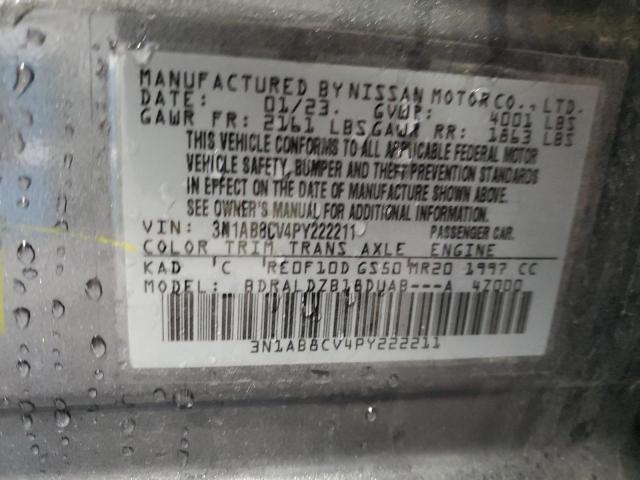 MANUFACTURED BY NISSAN MOTOR CO., LTD.
DATE: 01/23. GVWR: 4001 LBS
GAWR FR: 2161 LBS GAWR RR: 1863 LBS
THIS VEHICLE CONFORMS TO ALL APPLICABLE FEDERAL MOTOR
VEHICLE SAFETY, BUMPER AND THEFT PREVENTION STANDARDS
IN EFFECT ON THE DATE OF MANUFACTURE SHOWN ABOVE.
SEE OWNER'S MANUAL FOR ADDITIONAL INFORMATION.
VIN: 3N1AB8CV4PY222211 PASSENGER CAR.
COLOR TRIM TRANS AXLE ENGINE
KAD C RE0F10D GS50 MR20 1997 CC
MODEL: BDRALDZB18DUAB---A 4Z000
3N1AB8CV4PY222211